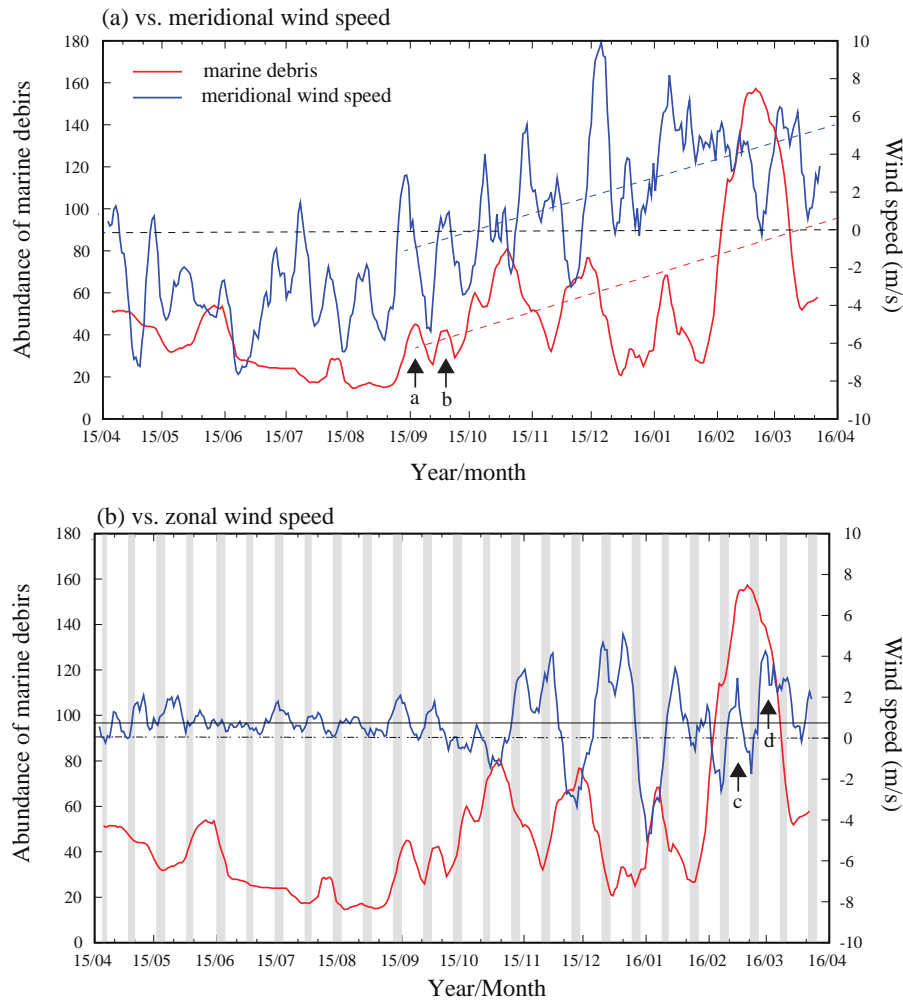 (a) vs. meridional wind speed
180
160
140
120
100
80
60
40
20
0
Abundance of marine debirs
marine debris
meridional wind speed
a
b
10
8
6
4
2
0
-2
-4
-6
-8
-10
Wind speed (m/s)
15/04 15/05 15/06 15/07 15/08 15/09 15/10 15/11 15/12 16/01 16/02 16/03 16/04
Year/month
(b) vs. zonal wind speed
180
160
140
120
100
80
60
40
20
0
Abundance of marine debirs
c
d
10
8
6
4
2
0
-2
-4
-6
-8
-10
Wind speed (m/s)
15/04 15/05 15/06 15/07 15/08 15/09 15/10 15/11 15/12 16/01 16/02 16/03 16/04
Year/Month